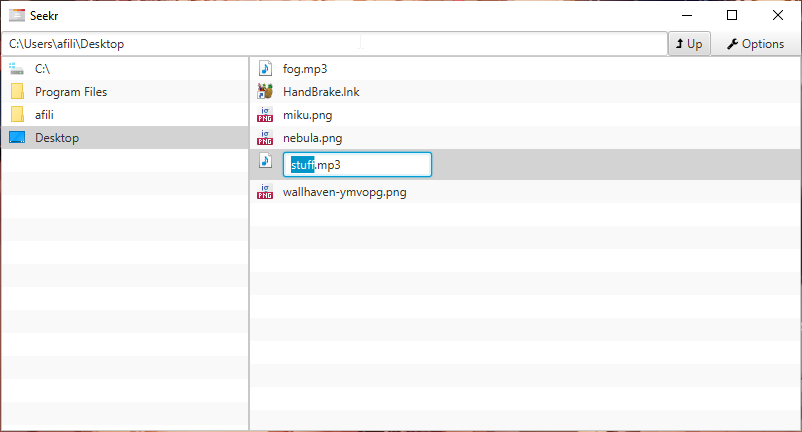 Seekr
C:\Users\afili\Desktop
Up
Options
C:\
Program Files
afili
Desktop
fog.mp3
HandBrake.lnk
miku.png
nebula.png
stuff.mp3
wallhaven-ymvopg.png